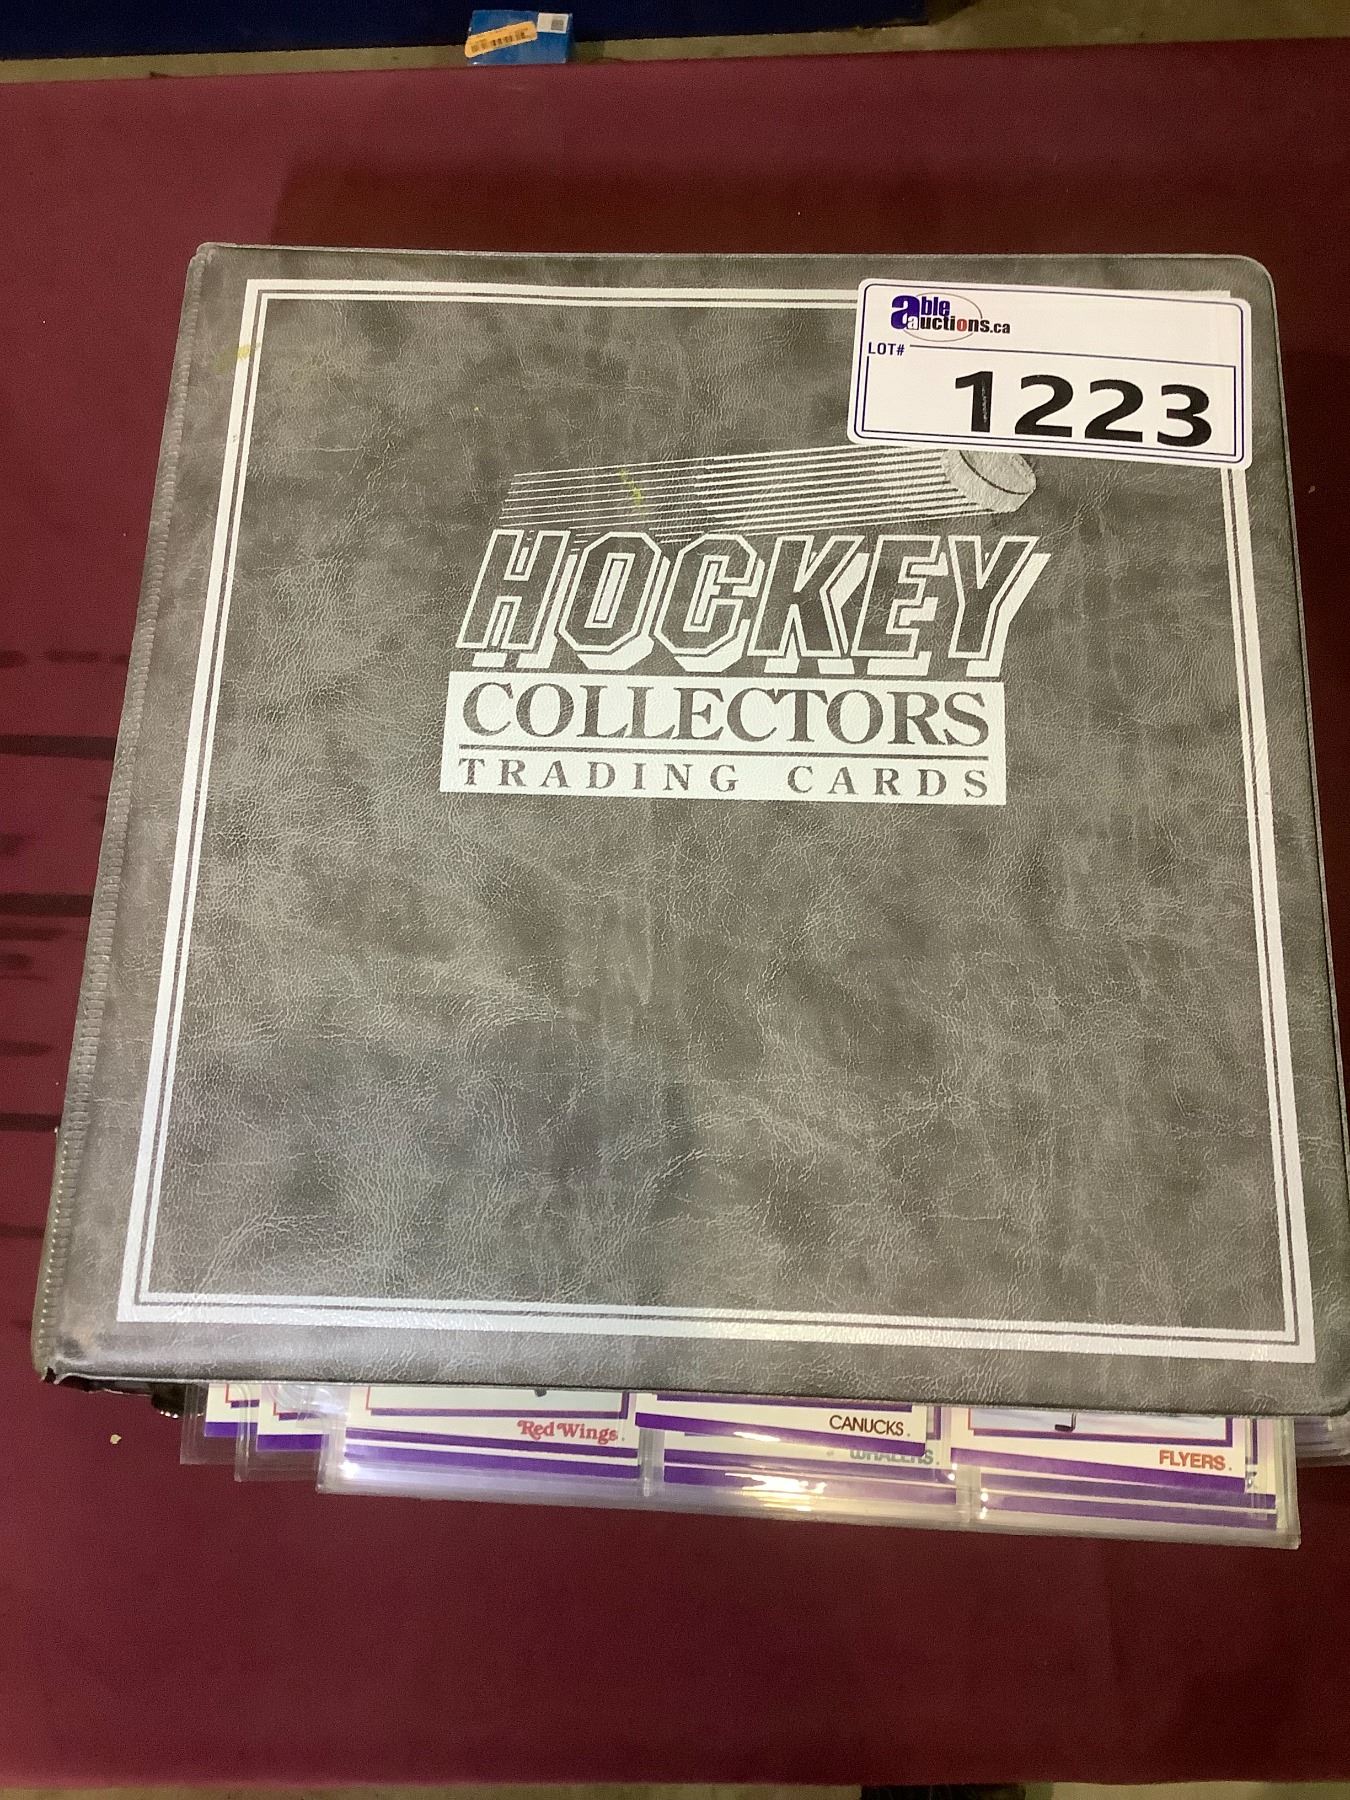 able
auctions.ca
LOT#
1223
HOCKEY
COLLECTORS
TRADING CARDS
Red Wings.
CANUCKS.
WHALERS.
FLYERS.